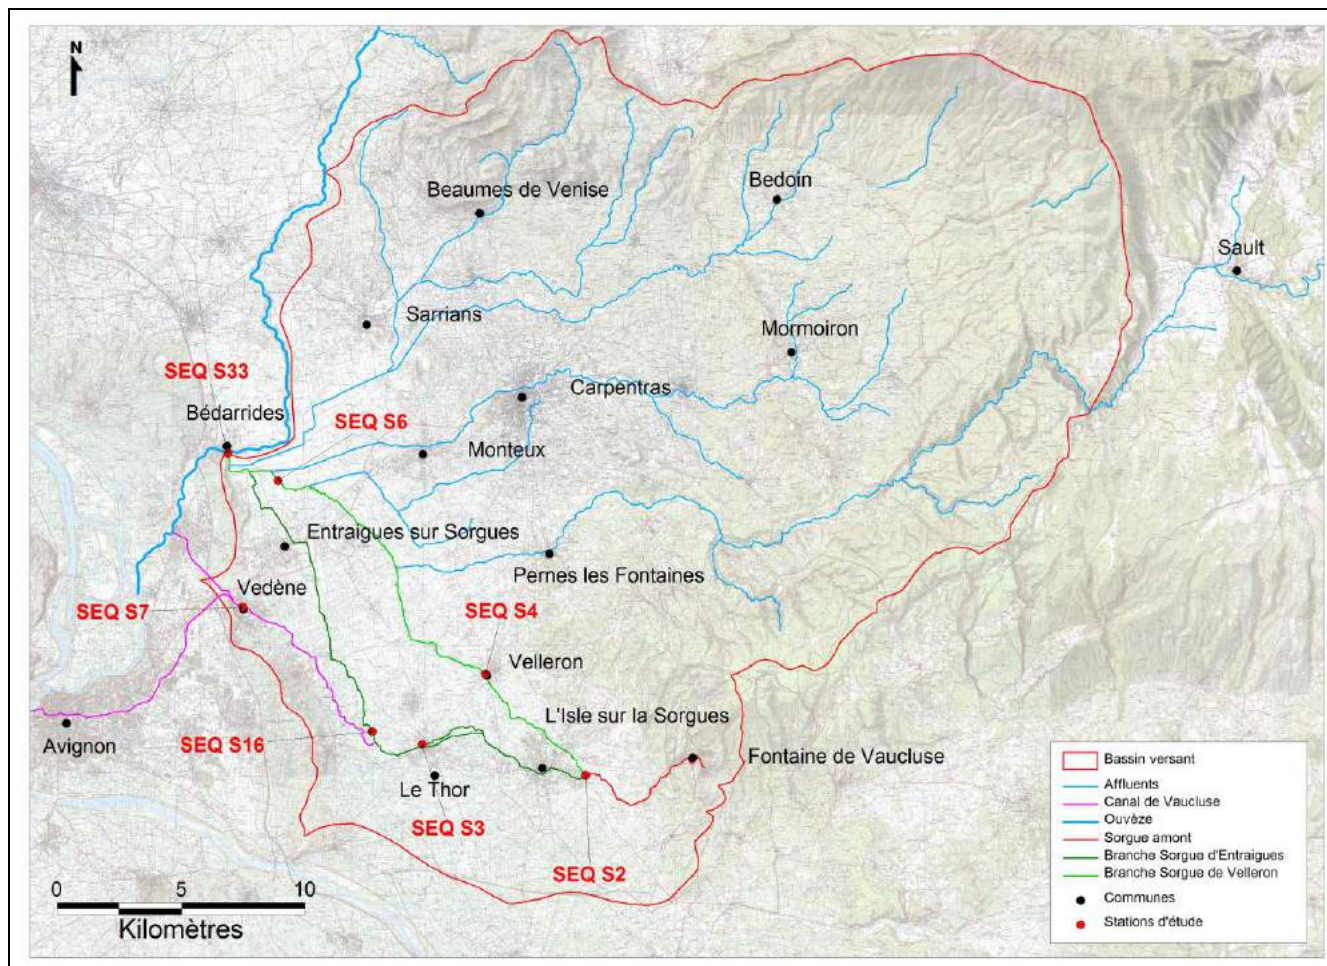 N
Beaumes de Venise
Bedoin
Sault
Sarrians
Mormoiron
SEQ S33
Carpentras
Bédarrides
SEQ S6
Monteux
Entraigues sur Sorgues
Pernes les Fontaines
Vedène
SEQ S7
SEQ S4
Velleron
L'Isle sur la Sorgues
SEQ S16
Avignon
Fontaine de Vaucluse
Le Thor
SEQ S3
SEQ S2
0 5 10
Kilomètres
Bassin versant
Affluents
Canal de Vaucluse
Ouvèze
Sorgue amont
Branche Sorgue d'Entraigues
Branche Sorgue de Velleron
Communes
Stations d'étude